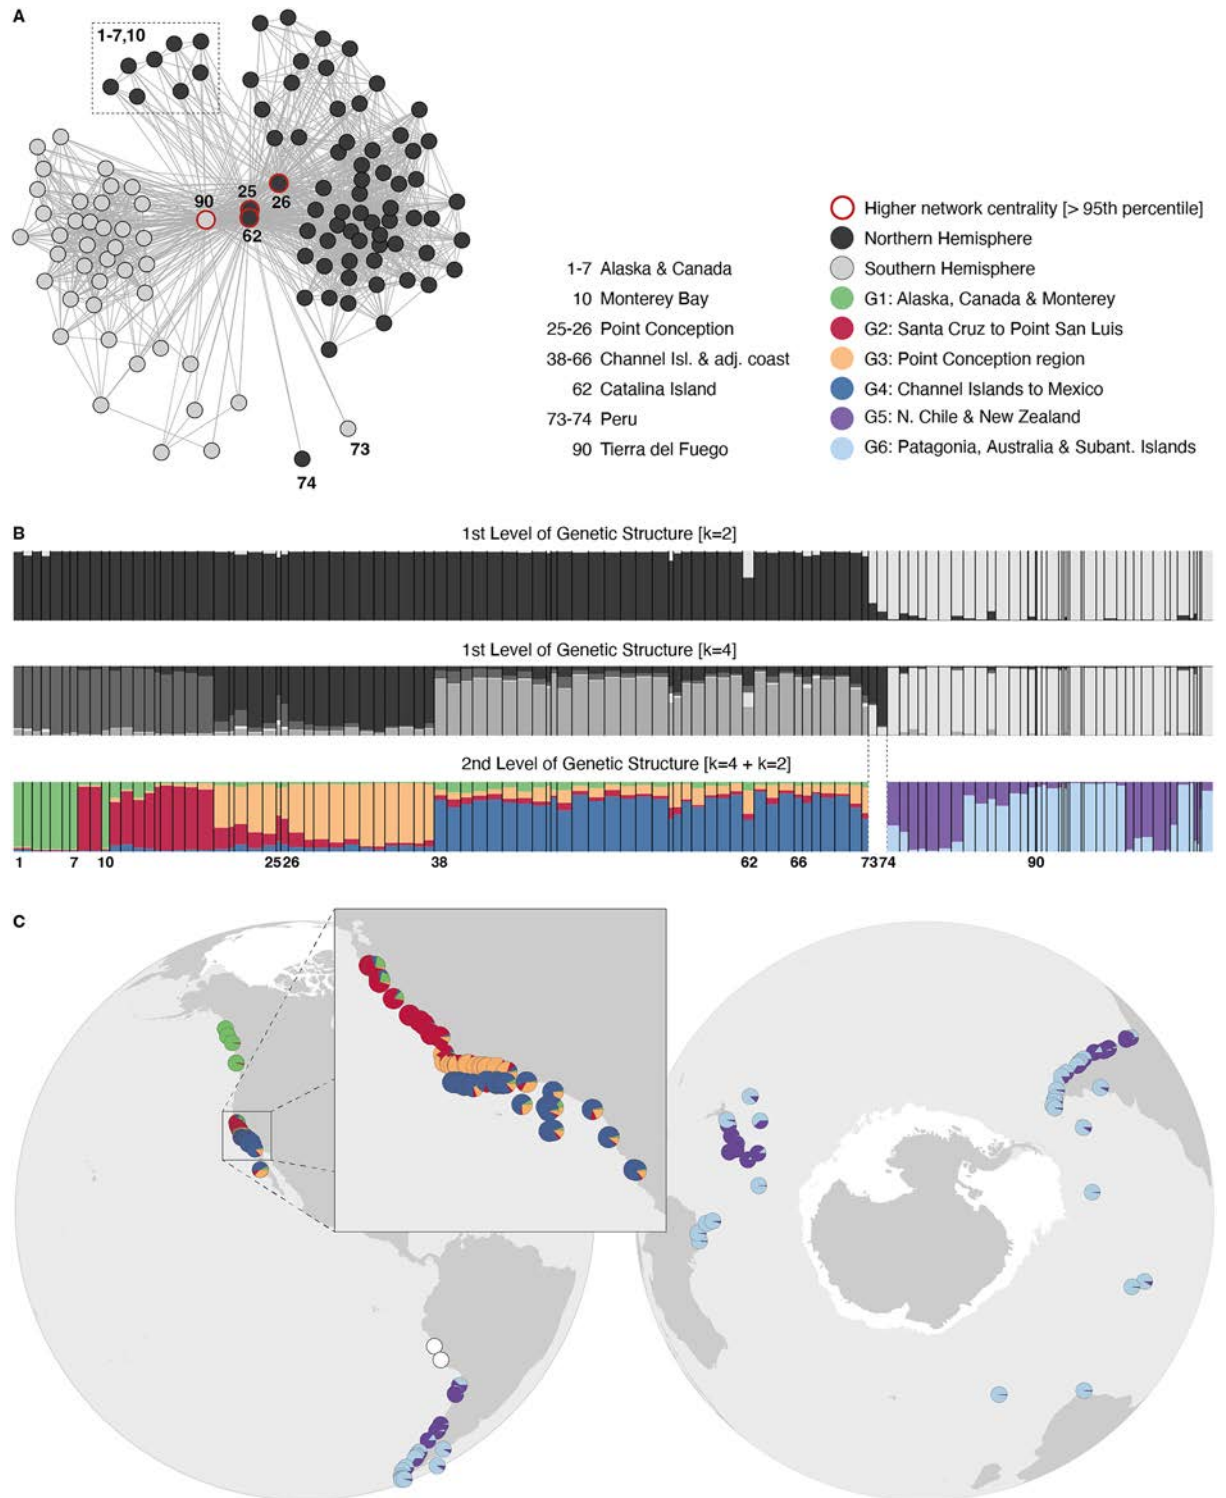 A
1-7,10
90
25
26
62
73
74
1-7 Alaska & Canada
10 Monterey Bay
25-26 Point Conception
38-66 Channel Isl. & adj. coast
62 Catalina Island
73-74 Peru
90 Tierra del Fuego
Higher network centrality [> 95th percentile]
Northern Hemisphere
Southern Hemisphere
G1: Alaska, Canada & Monterey
G2: Santa Cruz to Point San Luis
G3: Point Conception region
G4: Channel Islands to Mexico
G5: N. Chile & New Zealand
G6: Patagonia, Australia & Subant. Islands
B
1st Level of Genetic Structure [k=2]
1st Level of Genetic Structure [k=4]
2nd Level of Genetic Structure [k=4 + k=2]
1 7 10 25 26 38 62 66 73 74 90
C